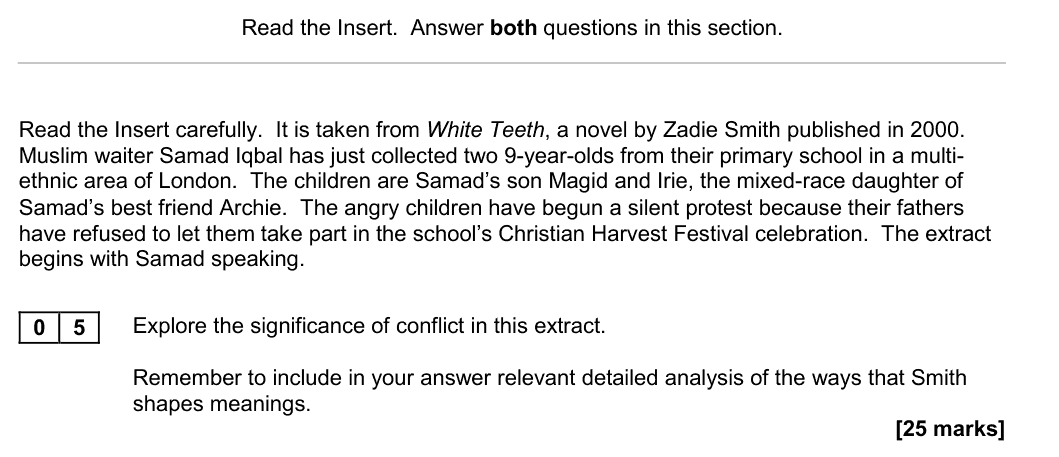 Read the Insert. Answer both questions in this section.
Read the Insert carefully. It is taken from White Teeth, a novel by Zadie Smith published in 2000.
Muslim waiter Samad Iqbal has just collected two 9-year-olds from their primary school in a multi-
ethnic area of London. The children are Samad's son Magid and Irie, the mixed-race daughter of
Samad's best friend Archie. The angry children have begun a silent protest because their fathers
have refused to let them take part in the school's Christian Harvest Festival celebration. The extract
begins with Samad speaking.
0 5 Explore the significance of conflict in this extract.
Remember to include in your answer relevant detailed analysis of the ways that Smith
shapes meanings.
[25 marks]